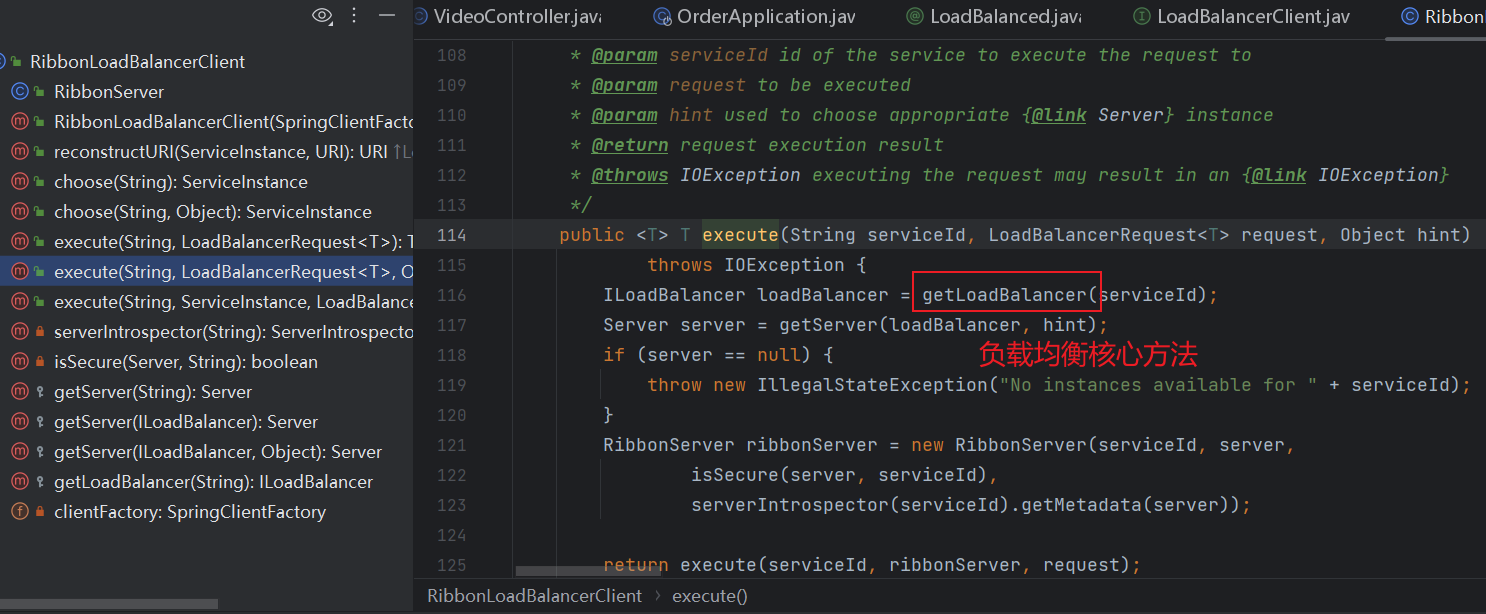 VideoController.java
OrderApplication.jav
LoadBalanced.java
LoadBalancerClient.jav
Ribbon
RibbonLoadBalancerClient
RibbonServer
RibbonLoadBalancerClient(SpringClientFacto
reconstructURI(ServiceInstance, URI): URI ↑L
choose(String): ServiceInstance
choose(String, Object): ServiceInstance
execute(String, LoadBalancerRequest<T>): T
execute(String, LoadBalancerRequest<T>, O
execute(String, ServiceInstance, LoadBalance
serverIntrospector(String): ServerIntrospecto
isSecure(Server, String): boolean
getServer(String): Server
getServer(ILoadBalancer): Server
getServer(ILoadBalancer, Object): Server
getLoadBalancer(String): ILoadBalancer
clientFactory: SpringClientFactory
108 * @param serviceId id of the service to execute the request to
109 * @param request to be executed
110 * @param hint used to choose appropriate {@link Server} instance
111 * @return request execution result
112 * @throws IOException executing the request may result in an {@link IOException}
113 */
114 public <T> T execute(String serviceId, LoadBalancerRequest<T> request, Object hint)
115 throws IOException {
116 ILoadBalancer loadBalancer = getLoadBalancer(serviceId);
117 Server server = getServer(loadBalancer, hint);
118 if (server == null) {
负载均衡核心方法
119 throw new IllegalStateException("No instances available for " + serviceId);
120 }
121 RibbonServer ribbonServer = new RibbonServer(serviceId, server,
122 isSecure(server, serviceId),
123 serverIntrospector(serviceId).getMetadata(server));
124
125 return execute(serviceId, ribbonServer, request);
RibbonLoadBalancerClient > execute()